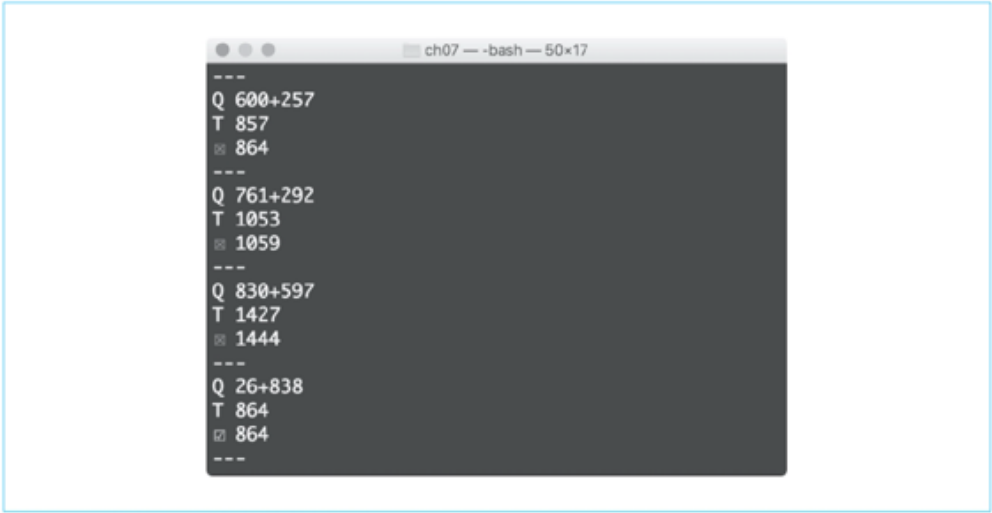 ch07 — -bash — 50×17
---
Q 600+257
T 857
☒ 864
---
Q 761+292
T 1053
☒ 1059
---
Q 830+597
T 1427
☒ 1444
---
Q 26+838
T 864
☑ 864
---